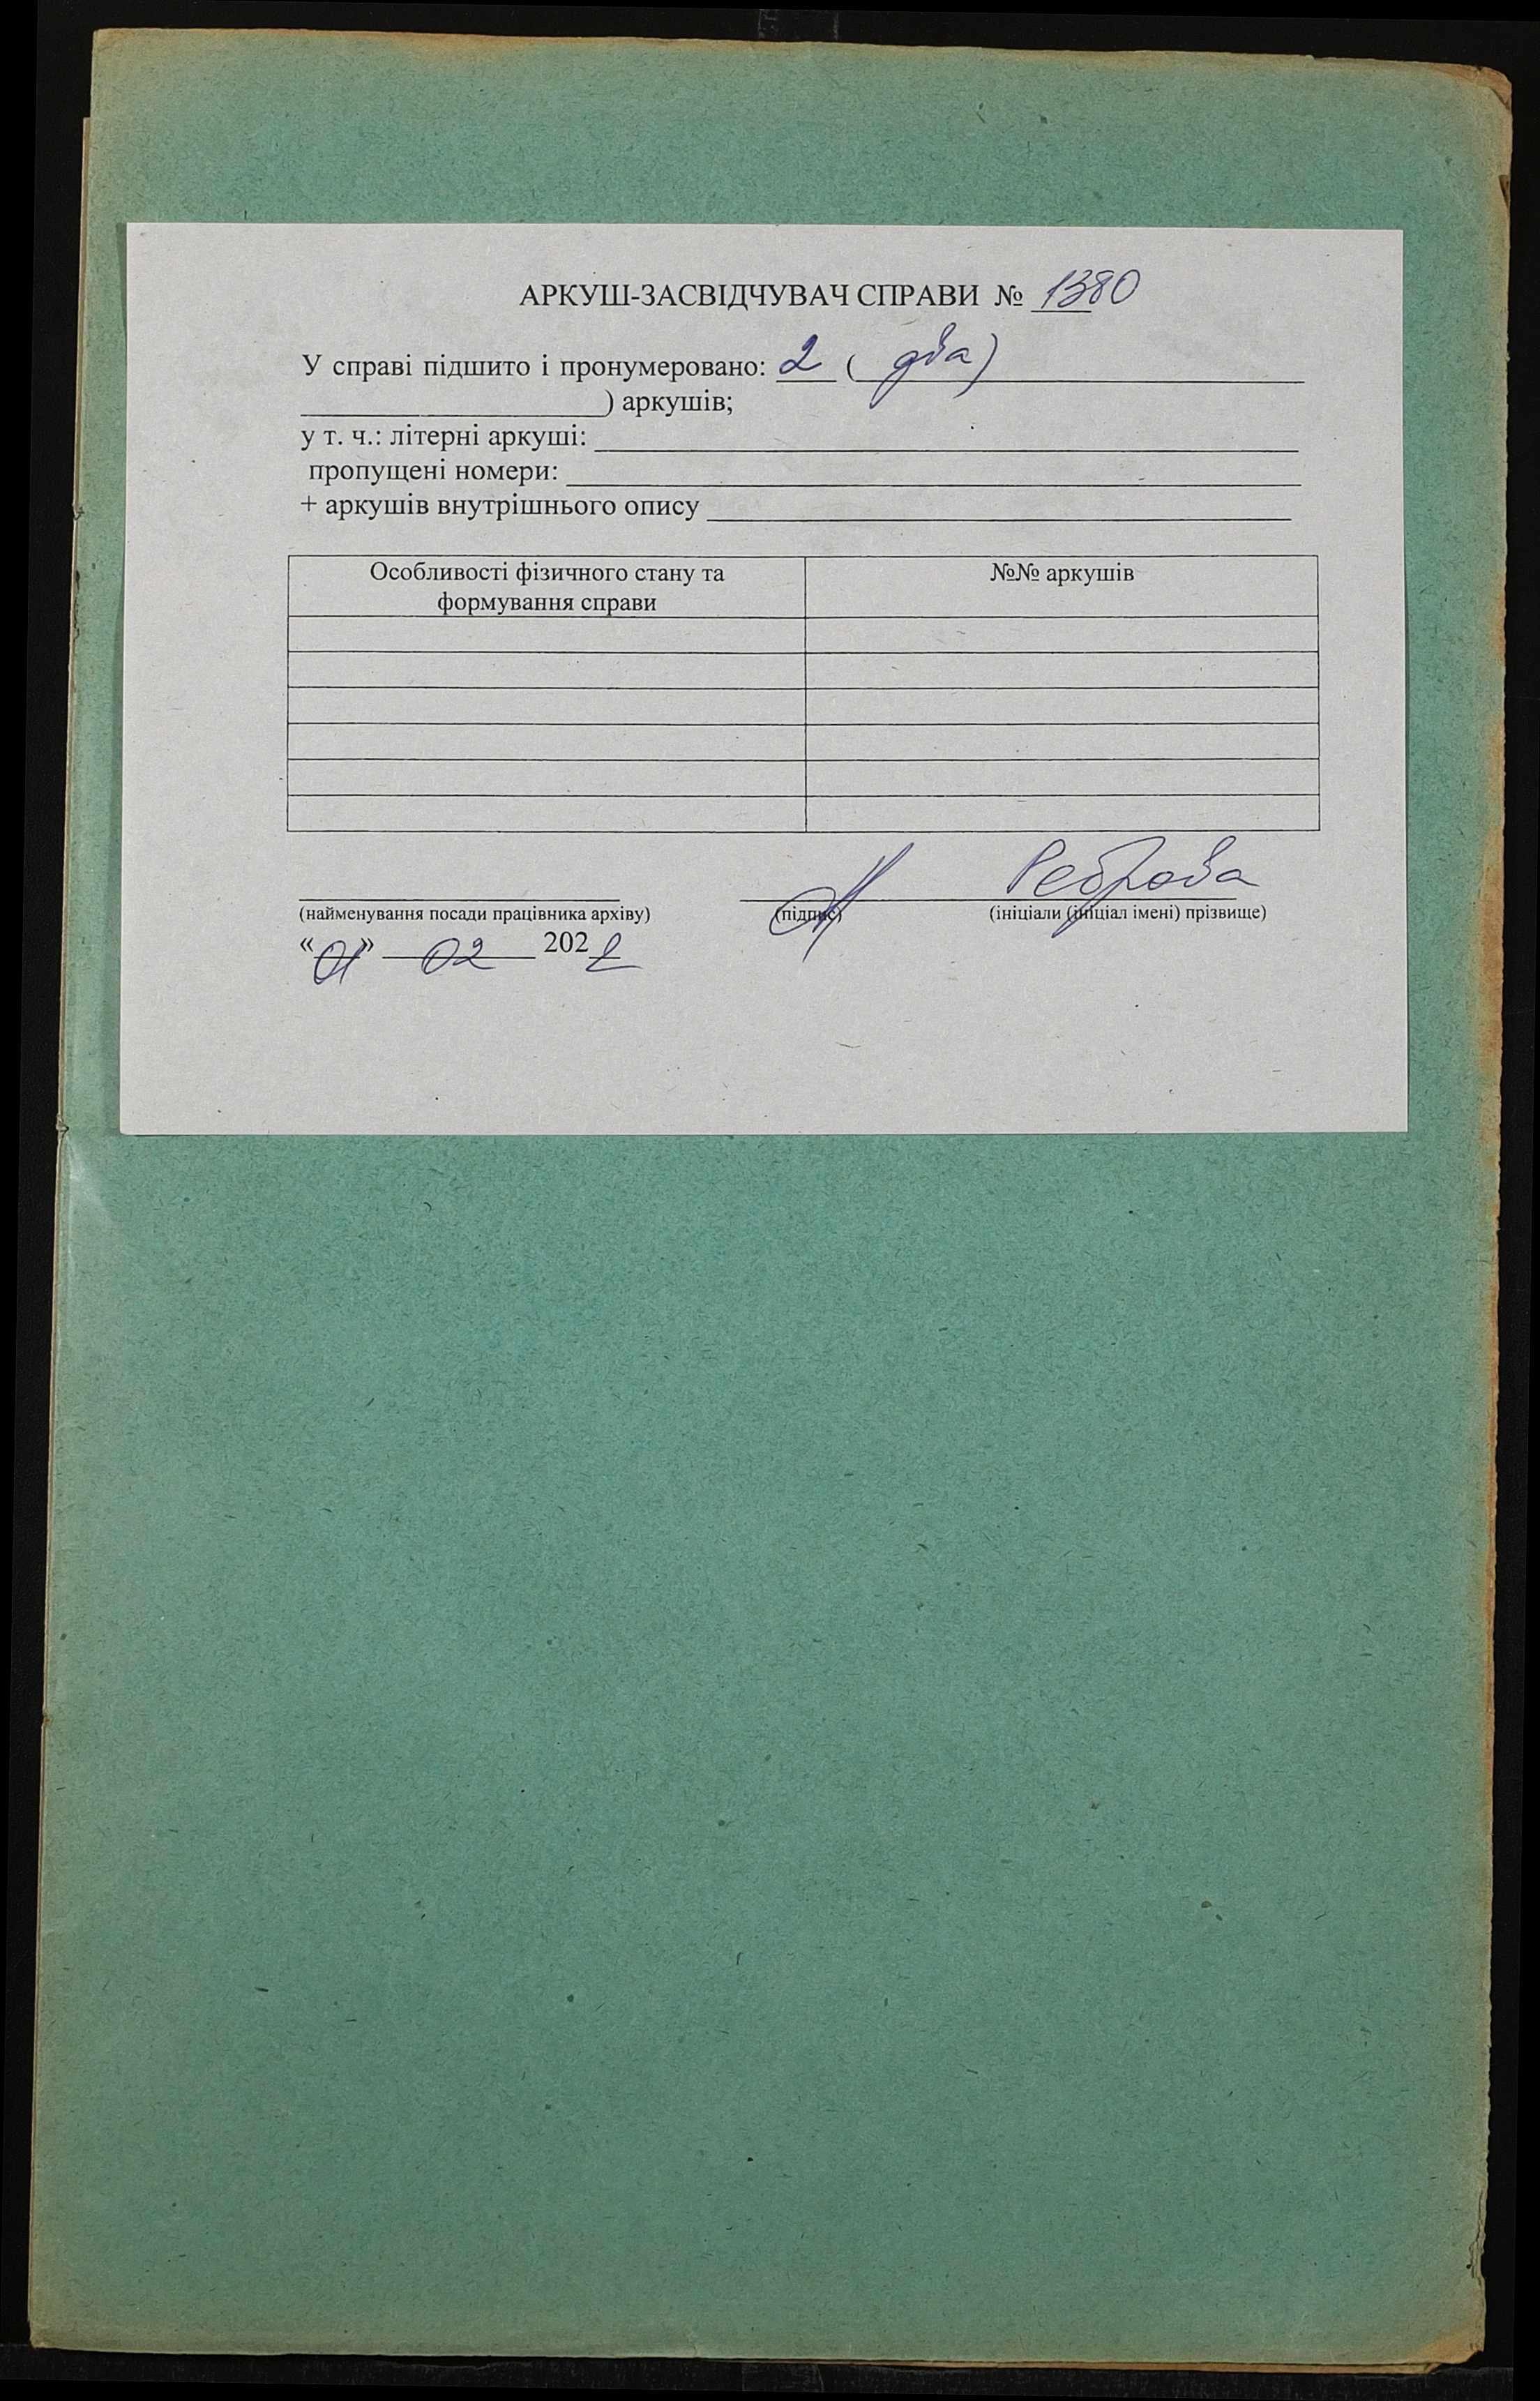 АРКУШ-ЗАСВІДЧУВАЧ СПРАВИ № 1380
У справі підшито і пронумеровано: 2 ( два)
) аркушів;
у т. ч.: літерні аркуші:
пропущені номери:
+ аркушів внутрішнього опису
Особливості фізичного стану та
формування справи
№№ аркушів
Реброва
(найменування посади працівника архіву) (підпис) (ініціали (ініціал імені) прізвище)
"01" 02 2022